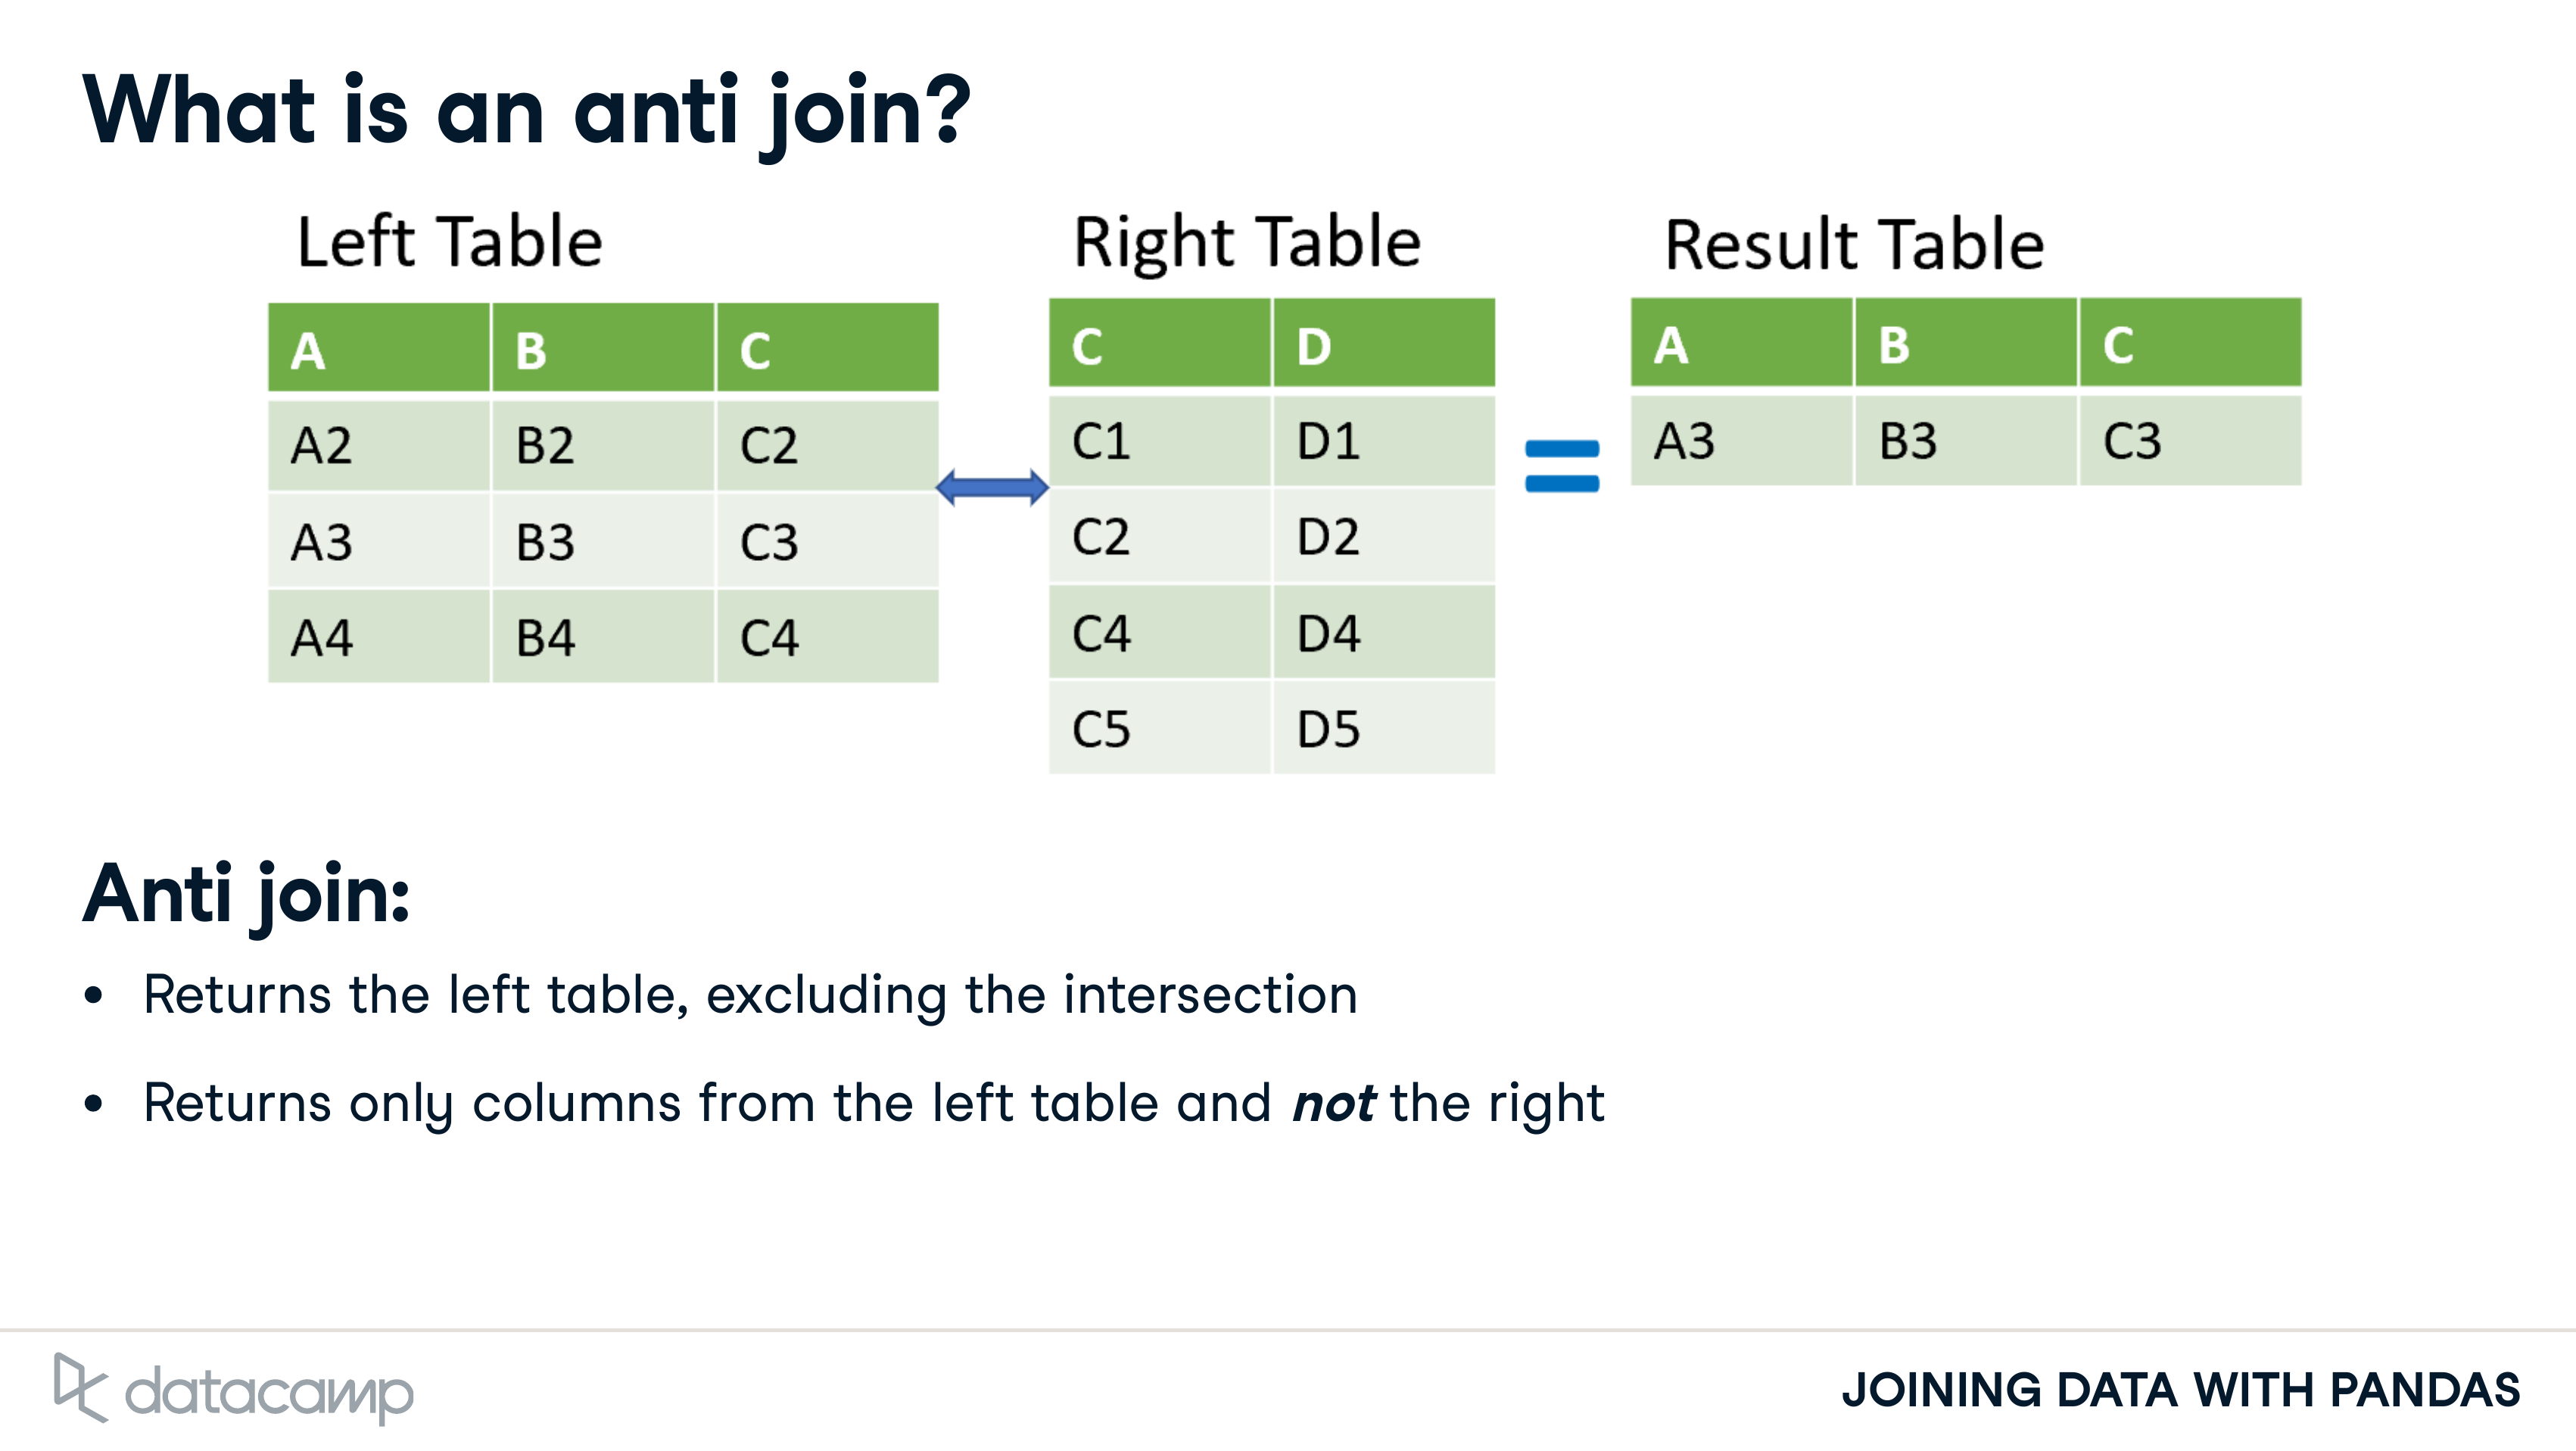 What is an anti join?
Left Table Right Table Result Table
A B C C D A B C
A2 B2 C2 C1 D1 A3 B3 C3
A3 B3 C3 C2 D2
A4 B4 C4 C4 D4
C5 D5
Anti join:
• Returns the left table, excluding the intersection
• Returns only columns from the left table and not the right
datacamp
JOINING DATA WITH PANDAS